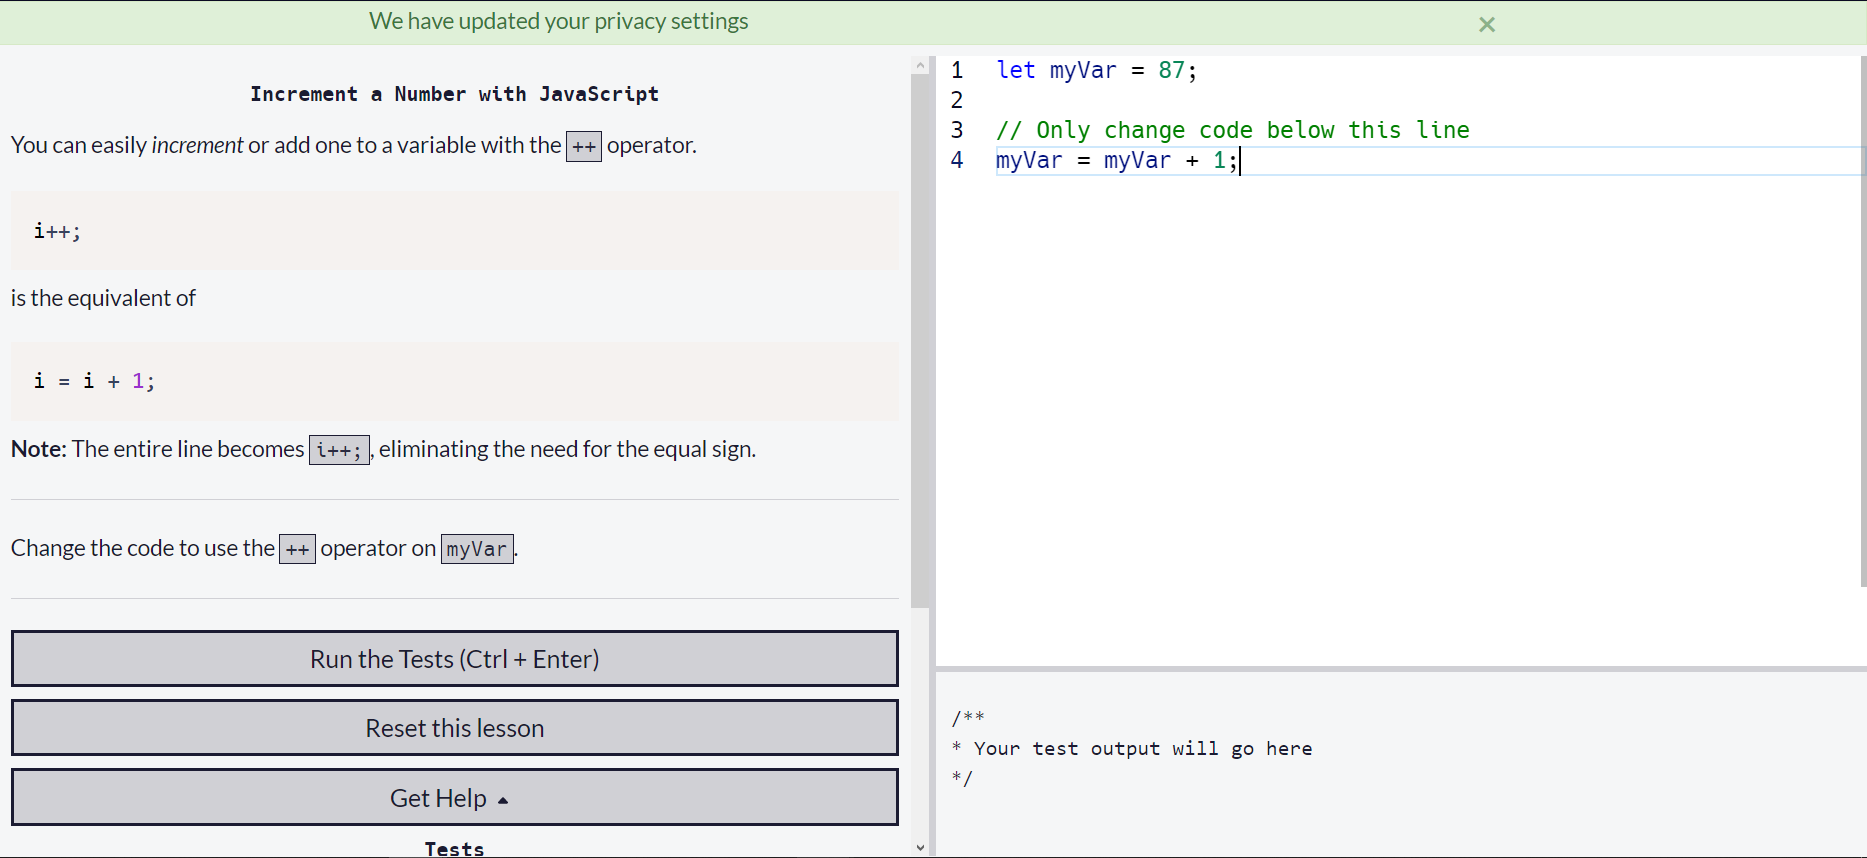 We have updated your privacy settings
×
Increment a Number with JavaScript
You can easily increment or add one to a variable with the ++ operator.
i++;
is the equivalent of
i = i + 1;
Note: The entire line becomes i++;, eliminating the need for the equal sign.
Change the code to use the ++ operator on myVar.
Run the Tests (Ctrl + Enter)
Reset this lesson
Get Help
Tests
1 let myVar = 87;
2
3 // Only change code below this line
4 myVar = myVar + 1;
/**
* Your test output will go here
*/